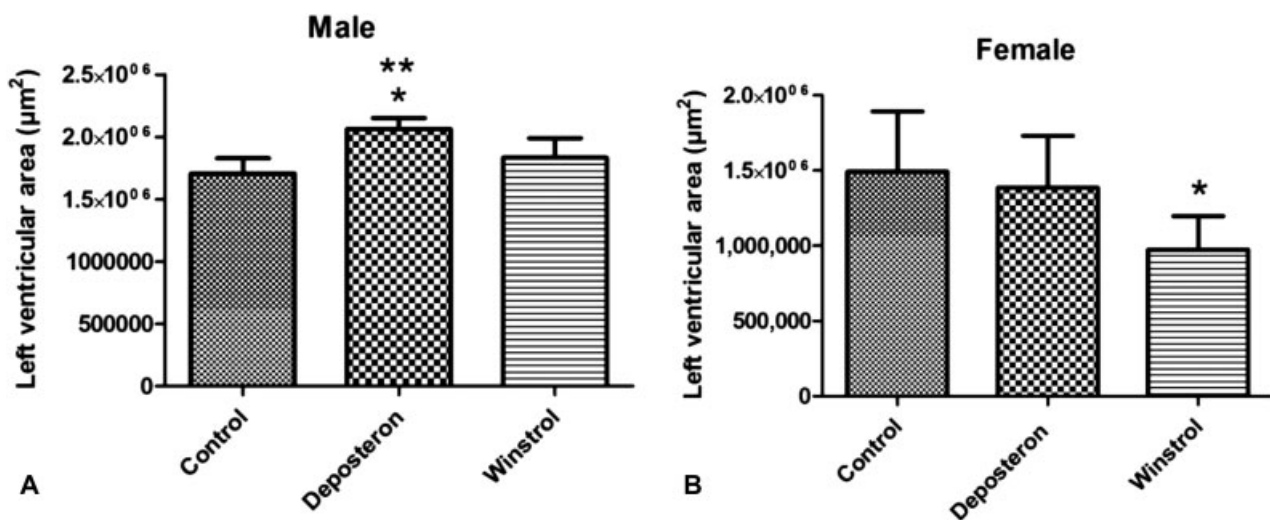 Male
Left ventricular area (µm²)
2.5×10⁰⁶
2.0×10⁰⁶
1.5×10⁰⁶
1000000
500000
0
**
*
Control
Deposteron
Winstrol
A
Female
Left ventricular area (µm²)
2.0×10⁰⁶
1.5×10⁰⁶
1,000,000
500,000
0
*
Control
Deposteron
Winstrol
B